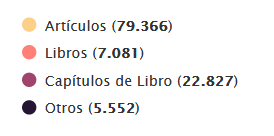 Artículos (79.366)
Libros (7.081)
Capítulos de Libro (22.827)
Otros (5.552)